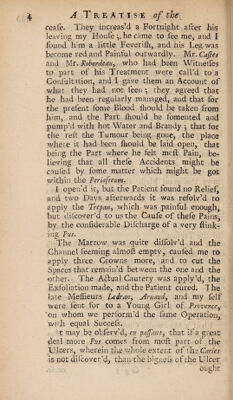 4 A TREATISE of the
cease. They increas'd a Fortnight after his
leaving my House; he came to see me, and I
found him a little Feverish, and his Leg was
become red and Painful outwardly. Mr. Castes
and Mr. Roberdeau, who had been Witnesses
to part of his Treatment were call'd to a
Consultation, and I gave them an Account of
what they had not seen; they agreed that
he had been regularly managed, and that for
the present some Blood should be taken from
him, and the Part should be fomented and
pump'd with hot Water and Brandy; that for
the rest the Tumour being gone, the place
where it had been should be laid open, that
being the Part where he felt most Pain, be-
lieving that all these Accidents might be
caused by some matter which might be got
within the Periosteum.
I open'd it, but the Patient found no Relief,
and two Days afterwards it was resolv'd to
apply the Trepan, which was painful enough,
but discover'd to us the Cause of these Pains,
by the considerable Discharge of a very stink-
ing Pus.
The Marrow was quite dissolv'd and the
Channel seeming almost empty, caused me to
apply three Crowns more, and to cut the
Spaces that remain'd between the one and the
other. The Actual Cautery was apply'd, the
Exfoliation made, and the Patient cured. The
late Messieurs Ledran, Arnaud, and my self
were sent for to a Young Girl of Provence,
on whom we perform'd the same Operation,
with equal Success.
It may be observ'd, en passant, that if a great
deal more Pus comes from most part of the
Ulcers, wherein the whole extent of the Caries
is not discover'd, than the bigness of the Ulcer
ought